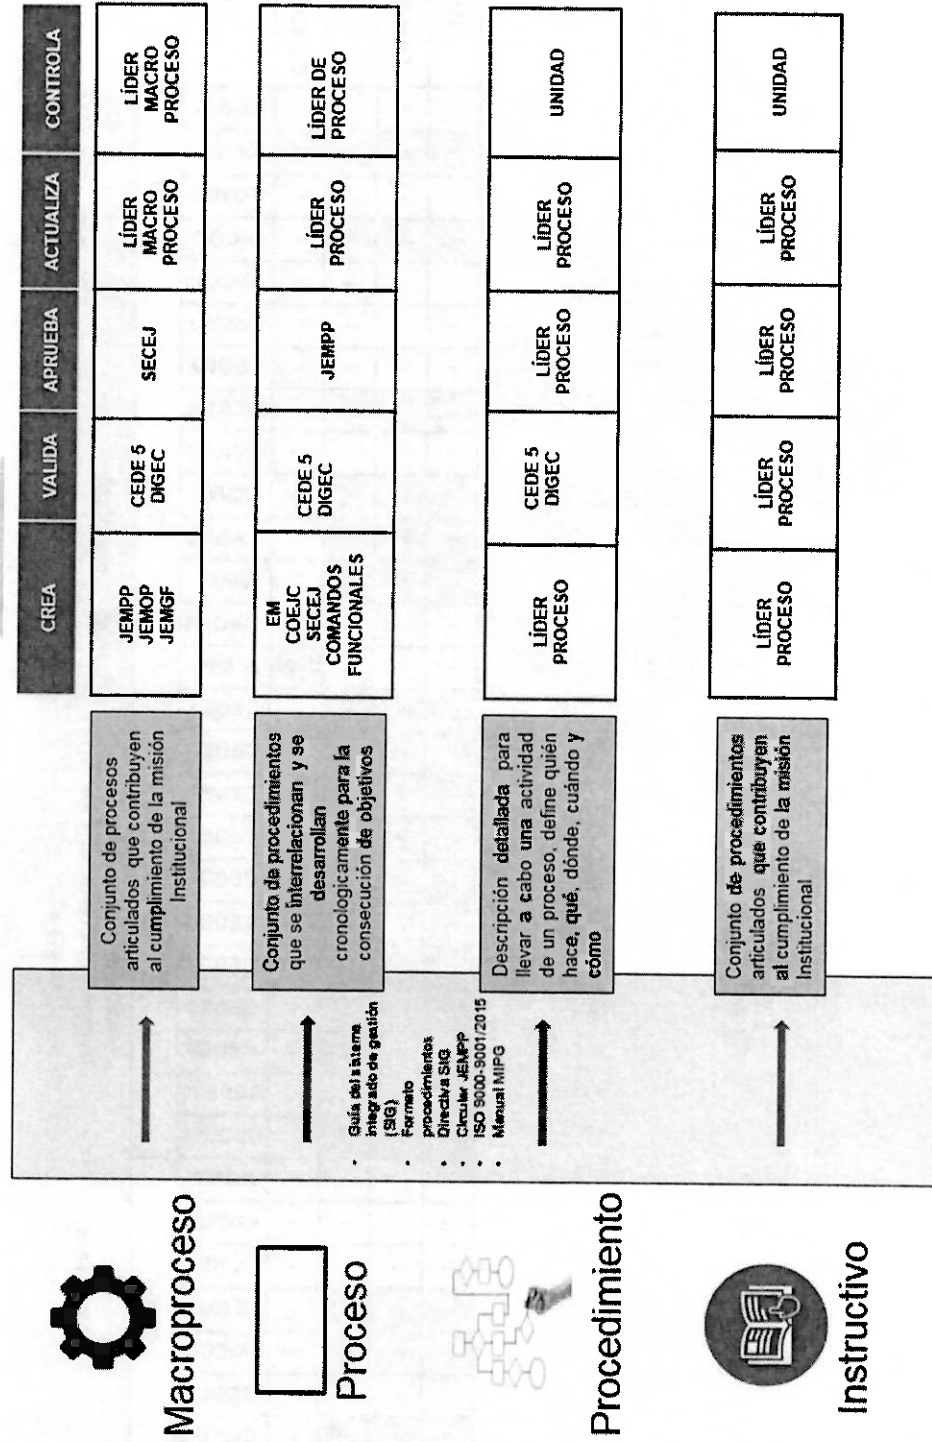 CREA
VALIDA
APRUEBA
ACTUALIZA
CONTROLA
Macroproceso
Conjunto de procesos
articulados que contribuyen
al cumplimiento de la misión
Institucional
JEMPP
JEMOP
JEMGF
CEDE 5
DIGEC
SECEJ
LÍDER
MACRO
PROCESO
LÍDER
MACRO
PROCESO
Proceso
Conjunto de procedimientos
que se interrelacionan y se
desarrollan
cronologicamente para la
consecución de objetivos
EM
COEJC
SECEJ
COMANDOS
FUNCIONALES
CEDE 5
DIGEC
JEMPP
LÍDER
PROCESO
LÍDER DE
PROCESO
• Guía del sistema
integrado de gestión
(SIG)
• Formato
procedimientos
• Directiva SIG
• Circular JEMPP
• ISO 9000-9001/2015
• Manual MIPG
Procedimiento
Descripción detallada para
llevar a cabo una actividad
de un proceso, define quién
hace, qué, dónde, cuándo y
cómo
LÍDER
PROCESO
CEDE 5
DIGEC
LÍDER
PROCESO
LÍDER
PROCESO
UNIDAD
Instructivo
Conjunto de procedimientos
articulados que contribuyen
al cumplimiento de la misión
Institucional
LÍDER
PROCESO
LÍDER
PROCESO
LÍDER
PROCESO
LÍDER
PROCESO
UNIDAD